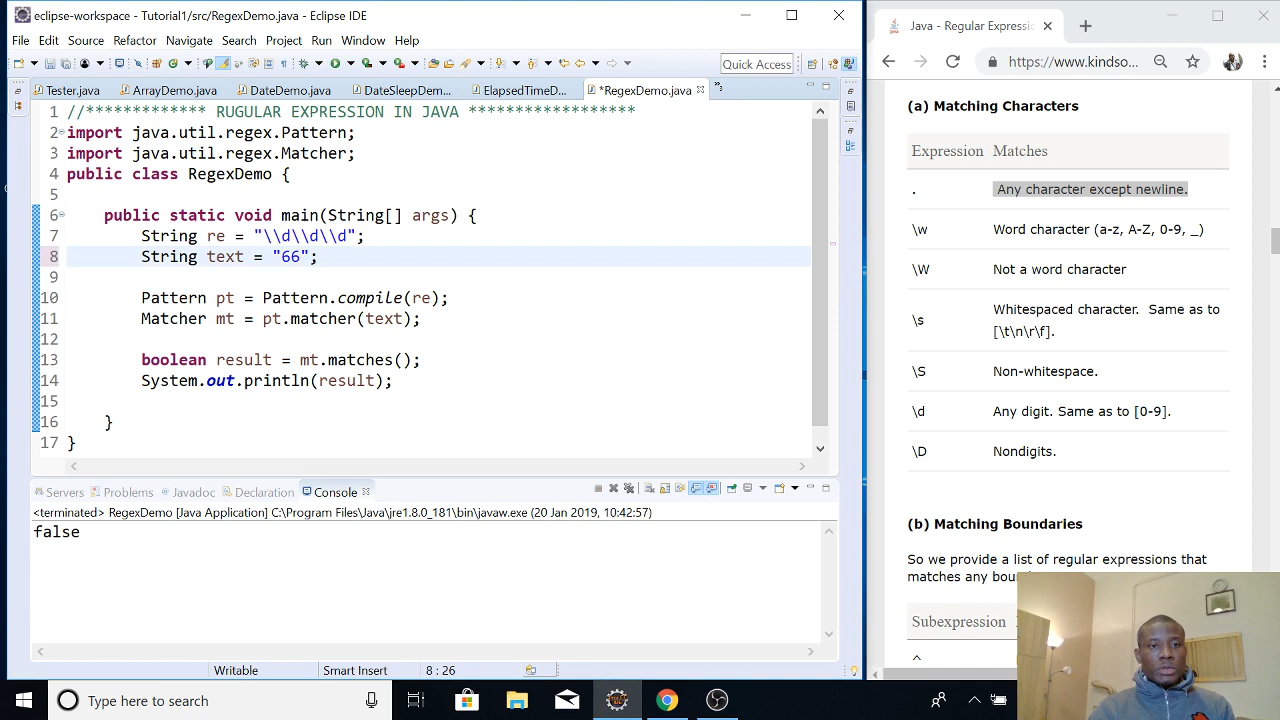 eclipse-workspace - Tutorial1/src/RegexDemo.java - Eclipse IDE
File Edit Source Refactor Navigate Search Project Run Window Help
Quick Access
Tester.java ArrayDemo.java DateDemo.java DateSleepDemo... ElapsedTimeD... *RegexDemo.java
1 //************* RUGULAR EXPRESSION IN JAVA ******************
2 import java.util.regex.Pattern;
3 import java.util.regex.Matcher;
4 public class RegexDemo {
5
6 public static void main(String[] args) {
7 String re = "\\d\\d\\d";
8 String text = "66";
9
10 Pattern pt = Pattern.compile(re);
11 Matcher mt = pt.matcher(text);
12
13 boolean result = mt.matches();
14 System.out.println(result);
15
16 }
17 }
Servers Problems Javadoc Declaration Console
<terminated> RegexDemo [Java Application] C:\Program Files\Java\jre1.8.0_181\bin\javaw.exe (20 Jan 2019, 10:42:57)
false
Writable Smart Insert 8 : 26
Java - Regular Expressi
https://www.kindso...
(a) Matching Characters
Expression Matches
. Any character except newline.
\w Word character (a-z, A-Z, 0-9, _)
\W Not a word character
\s Whitespaced character. Same as to
[\t\n\r\f].
\S Non-whitespace.
\d Any digit. Same as to [0-9].
\D Nondigits.
(b) Matching Boundaries
So we provide a list of regular expressions that
matches any
Subexpression
^
Type here to search